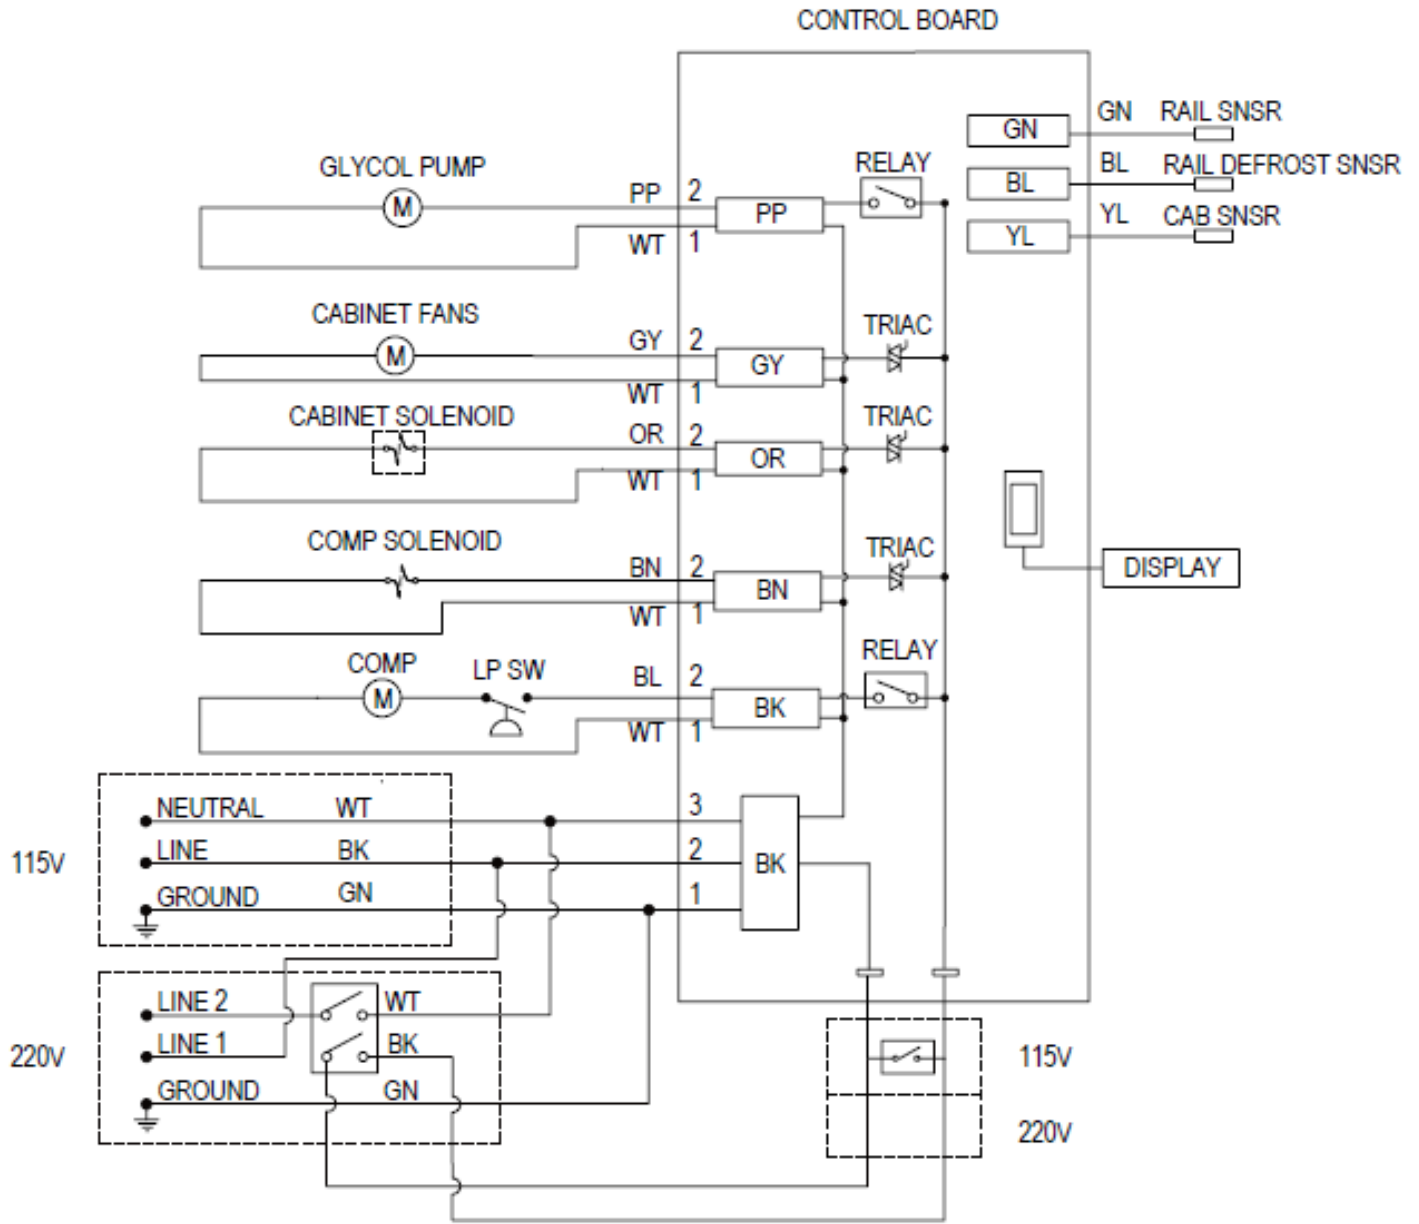 CONTROL BOARD
GN RAIL SNSR
GN
RELAY
BL RAIL DEFROST SNSR
BL
GLYCOL PUMP
M
PP 2
PP
YL CAB SNSR
YL
WT 1
CABINET FANS
M
GY 2
GY
TRIAC
WT 1
CABINET SOLENOID
OR 2
OR
TRIAC
WT 1
COMP SOLENOID
BN 2
BN
TRIAC
WT 1
DISPLAY
COMP
M
LP SW
BL 2
BK
RELAY
WT 1
115V
NEUTRAL WT 3
LINE BK 2
BK
GROUND GN 1
220V
LINE 2 WT
LINE 1 BK
GROUND GN
115V
220V